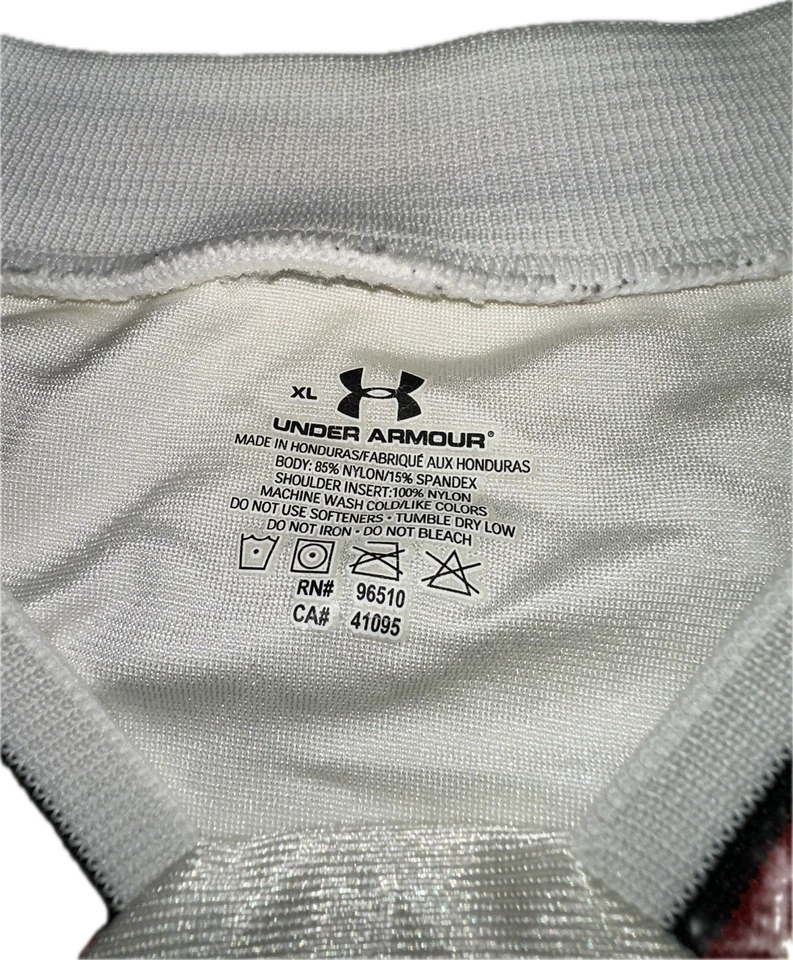 XL
UNDER ARMOUR®
MADE IN HONDURAS/FABRIQUÉ AUX HONDURAS
BODY: 85% NYLON/15% SPANDEX
SHOULDER INSERT:100% NYLON
MACHINE WASH COLD/LIKE COLORS
DO NOT USE SOFTENERS • TUMBLE DRY LOW
DO NOT IRON • DO NOT BLEACH
RN# 96510
CA# 41095